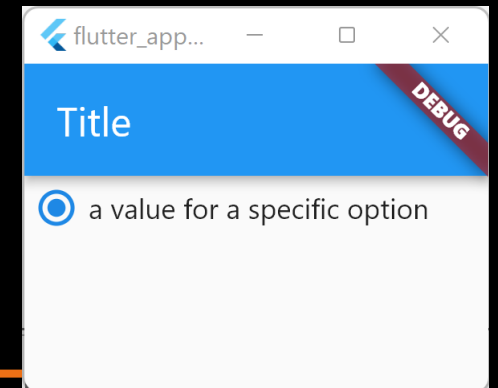 flutter_app...
DEBUG
Title
a value for a specific option